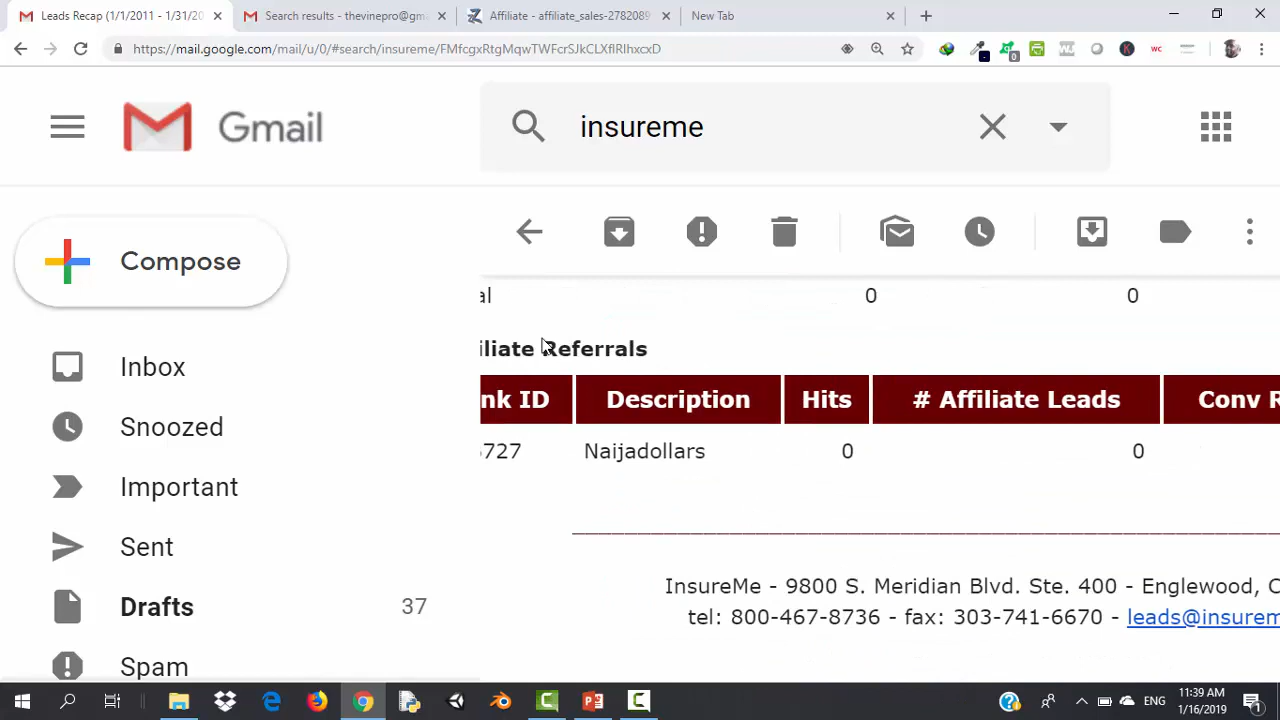 Leads Recap (1/1/2011 - 1/31/20
Search results - thevinepro@gm
Affiliate - affiliate_sales-2782089
New Tab
https://mail.google.com/mail/u/0/#search/insureme/FMfcgxRtgMqwTWFcrSJkCLXflRlhxcxD
Gmail
insureme
Compose
al 0 0
iliate Referrals
nk ID Description Hits # Affiliate Leads Conv R
6727 Naijadollars 0 0
InsureMe - 9800 S. Meridian Blvd. Ste. 400 - Englewood, C
tel: 800-467-8736 - fax: 303-741-6670 - leads@insurem
Inbox
Snoozed
Important
Sent
Drafts 37
Spam
ENG
11:39 AM
1/16/2019